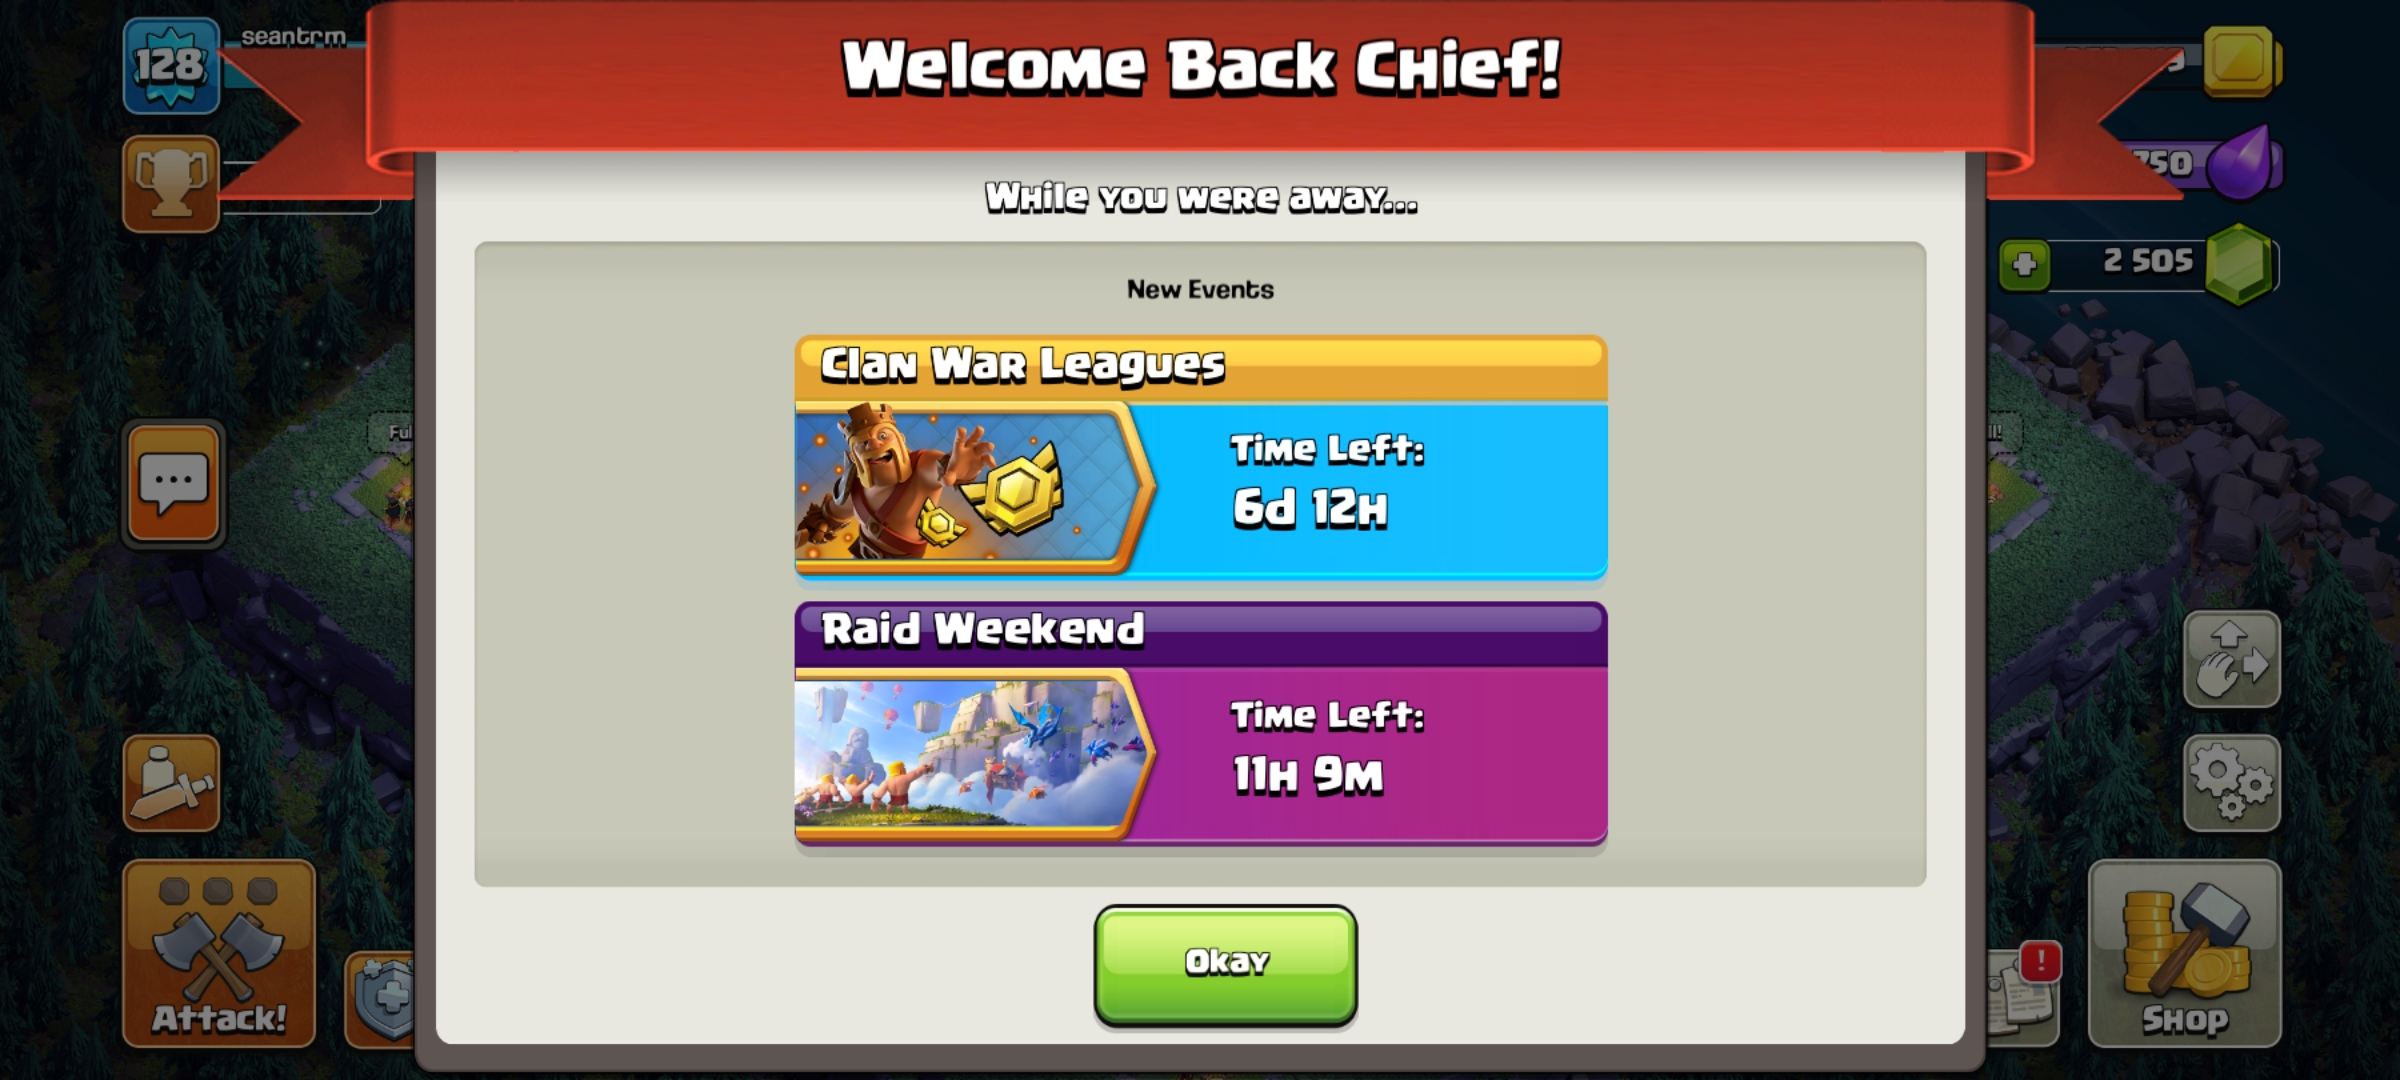 128
seantrm
Welcome Back Chief!
While you were away...
750
New Events
2 505
Clan War Leagues
Time Left:
6d 12H
Raid Weekend
Time Left:
11H 9M
Okay
Attack!
!
Shop